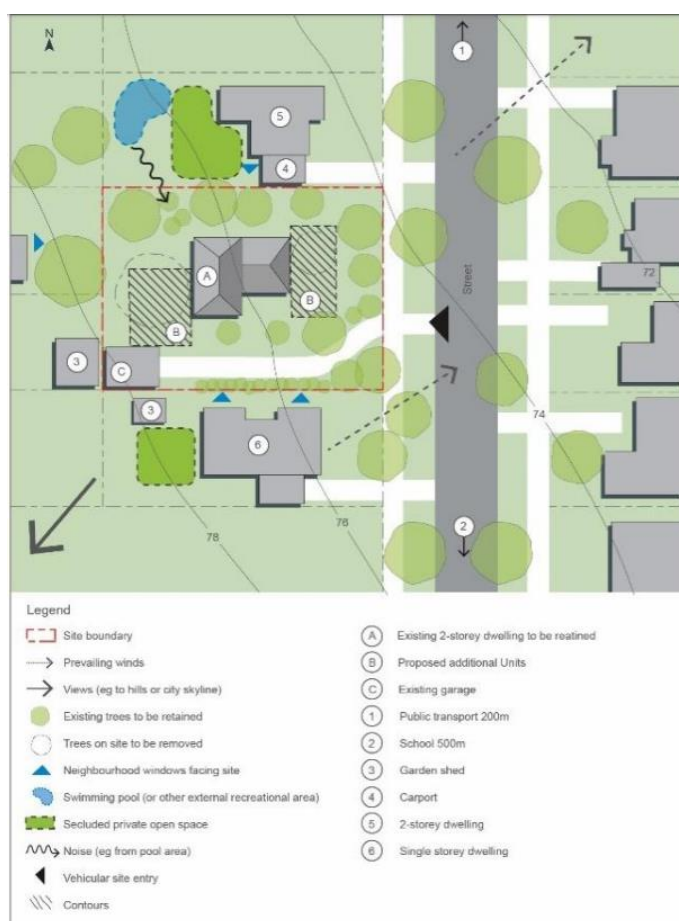 N
1
5
4
A
B
B
Street
72
3
C
3
6
74
2
78
76
Legend
Site boundary
Prevailing winds
Views (eg to hills or city skyline)
Existing trees to be retained
Trees on site to be removed
Neighbourhood windows facing site
Swimming pool (or other external recreational area)
Secluded private open space
Noise (eg from pool area)
Vehicular site entry
Contours
A Existing 2-storey dwelling to be reatined
B Proposed additional Units
C Existing garage
1 Public transport 200m
2 School 500m
3 Garden shed
4 Carport
5 2-storey dwelling
6 Single storey dwelling